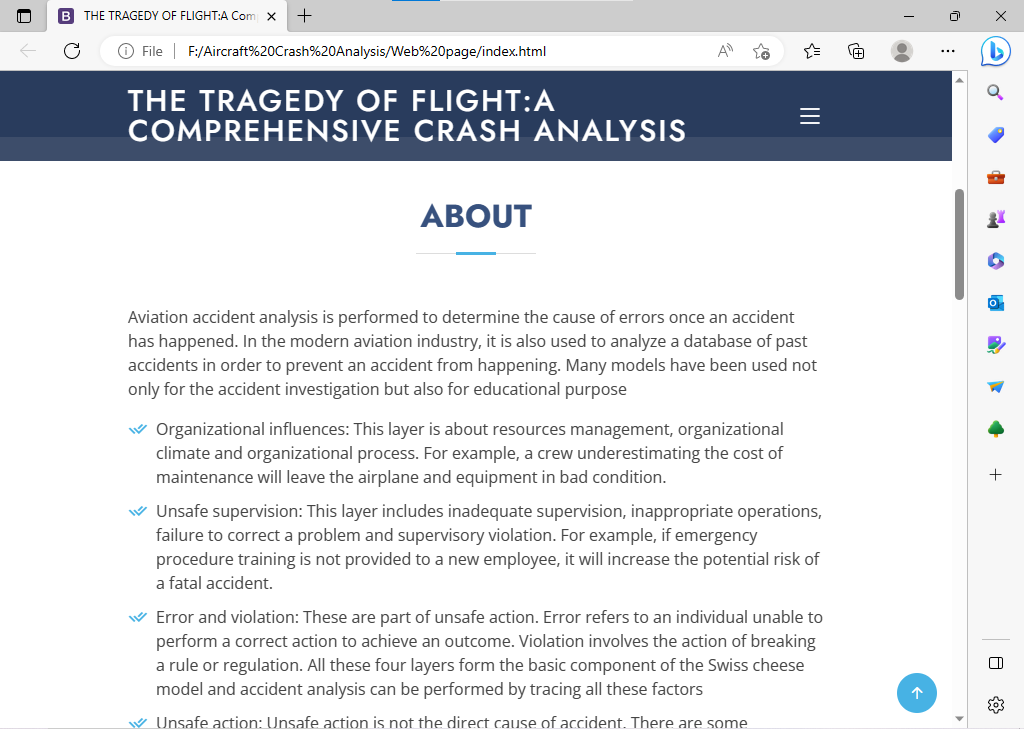 THE TRAGEDY OF FLIGHT:A Com
File
F:/Aircraft%20Crash%20Analysis/Web%20page/index.html
THE TRAGEDY OF FLIGHT:A
COMPREHENSIVE CRASH ANALYSIS
ABOUT
Aviation accident analysis is performed to determine the cause of errors once an accident
has happened. In the modern aviation industry, it is also used to analyze a database of past
accidents in order to prevent an accident from happening. Many models have been used not
only for the accident investigation but also for educational purpose
Organizational influences: This layer is about resources management, organizational
climate and organizational process. For example, a crew underestimating the cost of
maintenance will leave the airplane and equipment in bad condition.
Unsafe supervision: This layer includes inadequate supervision, inappropriate operations,
failure to correct a problem and supervisory violation. For example, if emergency
procedure training is not provided to a new employee, it will increase the potential risk of
a fatal accident.
Error and violation: These are part of unsafe action. Error refers to an individual unable to
perform a correct action to achieve an outcome. Violation involves the action of breaking
a rule or regulation. All these four layers form the basic component of the Swiss cheese
model and accident analysis can be performed by tracing all these factors
Unsafe action: Unsafe action is not the direct cause of accident. There are some